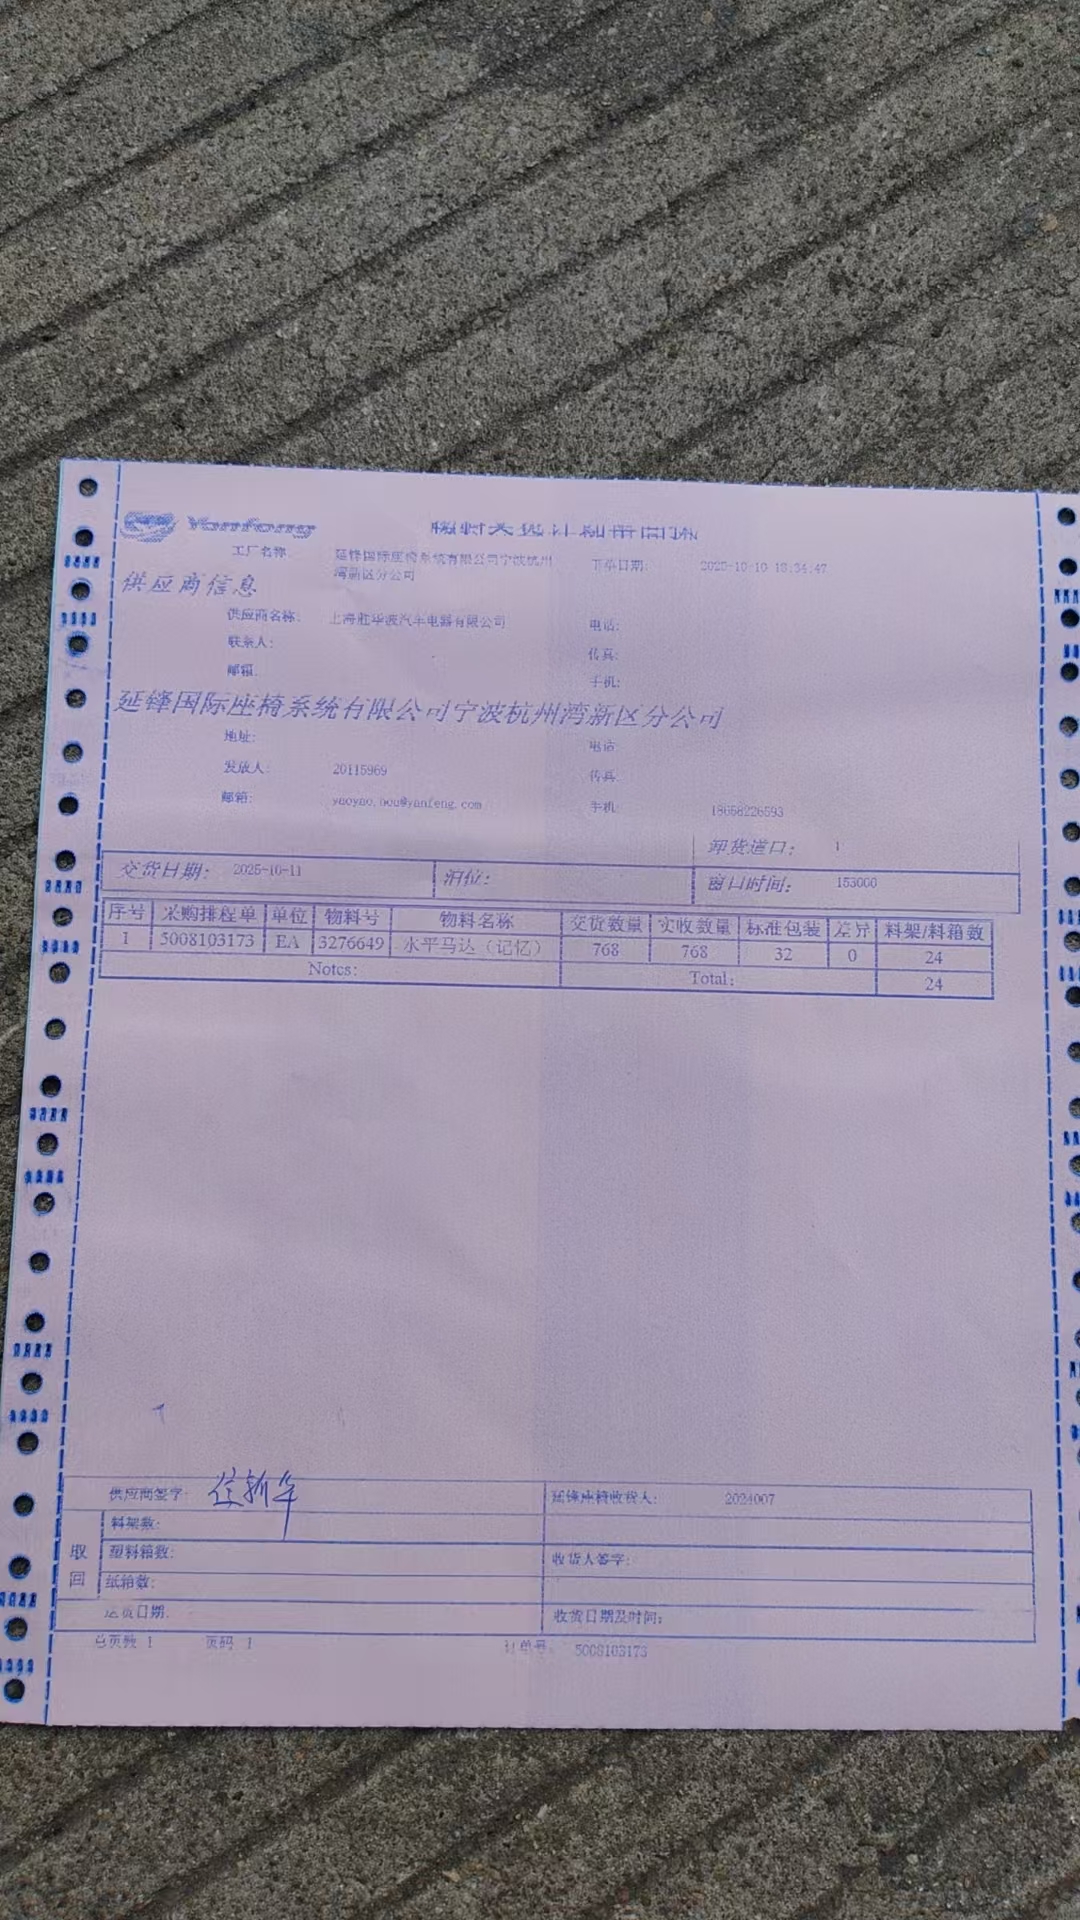 Yanfeng
工厂名称: 延锋国际座椅系统有限公司宁波杭州湾新区分公司 下单日期: 2025-10-10 18:34:47
供应商信息
供应商名称: 上海胜华波汽车电器有限公司 电话:
联系人: 传真:
邮箱: 手机:
延锋国际座椅系统有限公司宁波杭州湾新区分公司
地址: 电话:
发放人: 20115969 传真:
邮箱: 手机:
卸货道口: 1
交货日期: 2025-10-11 泊位: 窗口时间: 153000
序号 采购排程单 单位 物料号 物料名称 交货数量 实收数量 标准包装 差异 料架/料箱数
1 5008103173 EA 3276649 水平马达（记忆） 768 768 32 0 24
Notes: Total: 24
供应商签字: 延锋座椅收货人: 2024007
料架数:
取回 塑料箱数: 收货人签字:
纸箱数:
送货日期: 收货日期及时间:
总页数 1 页码 1 订单号: 5008103173